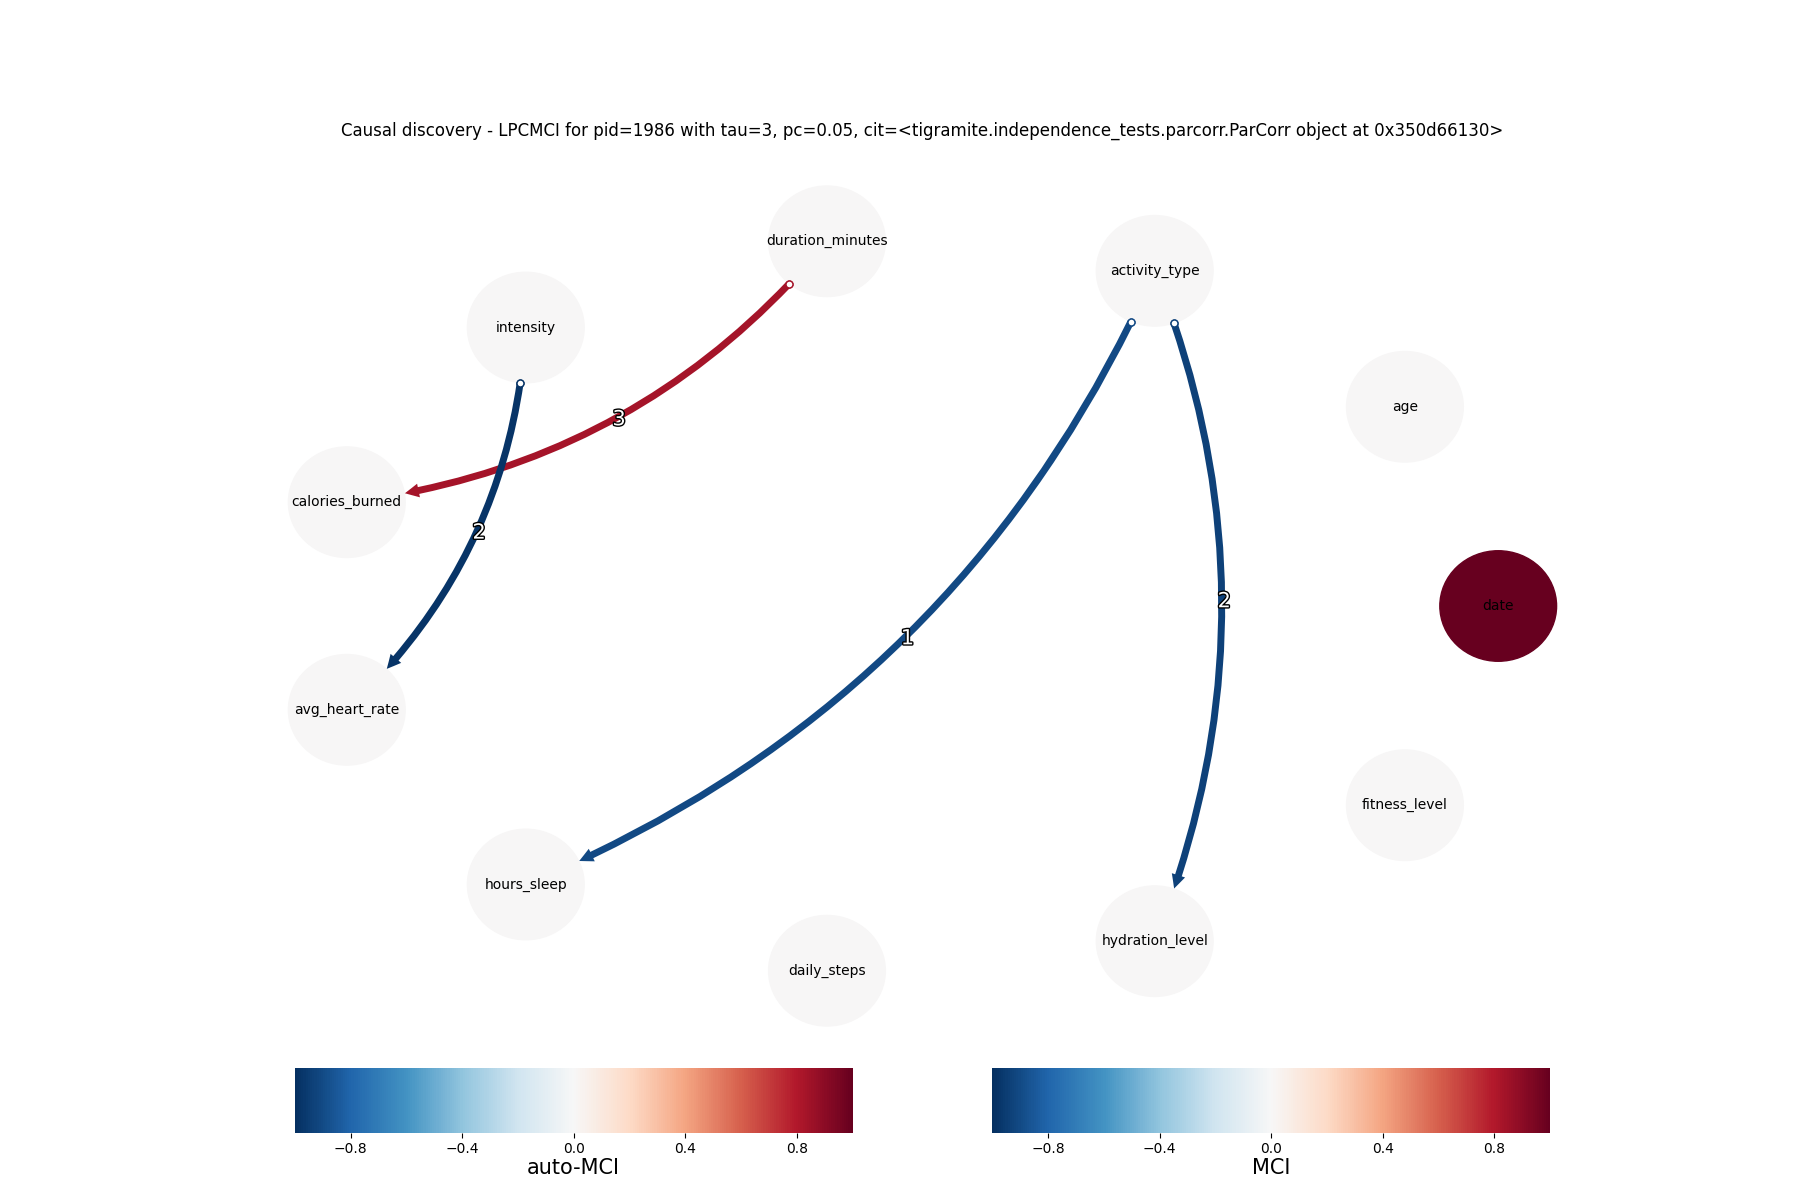 Causal discovery - LPCMCI for pid=1986 with tau=3, pc=0.05, cit=<tigramite.independence_tests.parcorr.ParCorr object at 0x350d66130>
duration_minutes
activity_type
intensity
age
3
calories_burned
2
date
2
1
avg_heart_rate
fitness_level
hours_sleep
hydration_level
daily_steps
−0.8 −0.4 0.0 0.4 0.8
auto-MCI
−0.8 −0.4 0.0 0.4 0.8
MCI